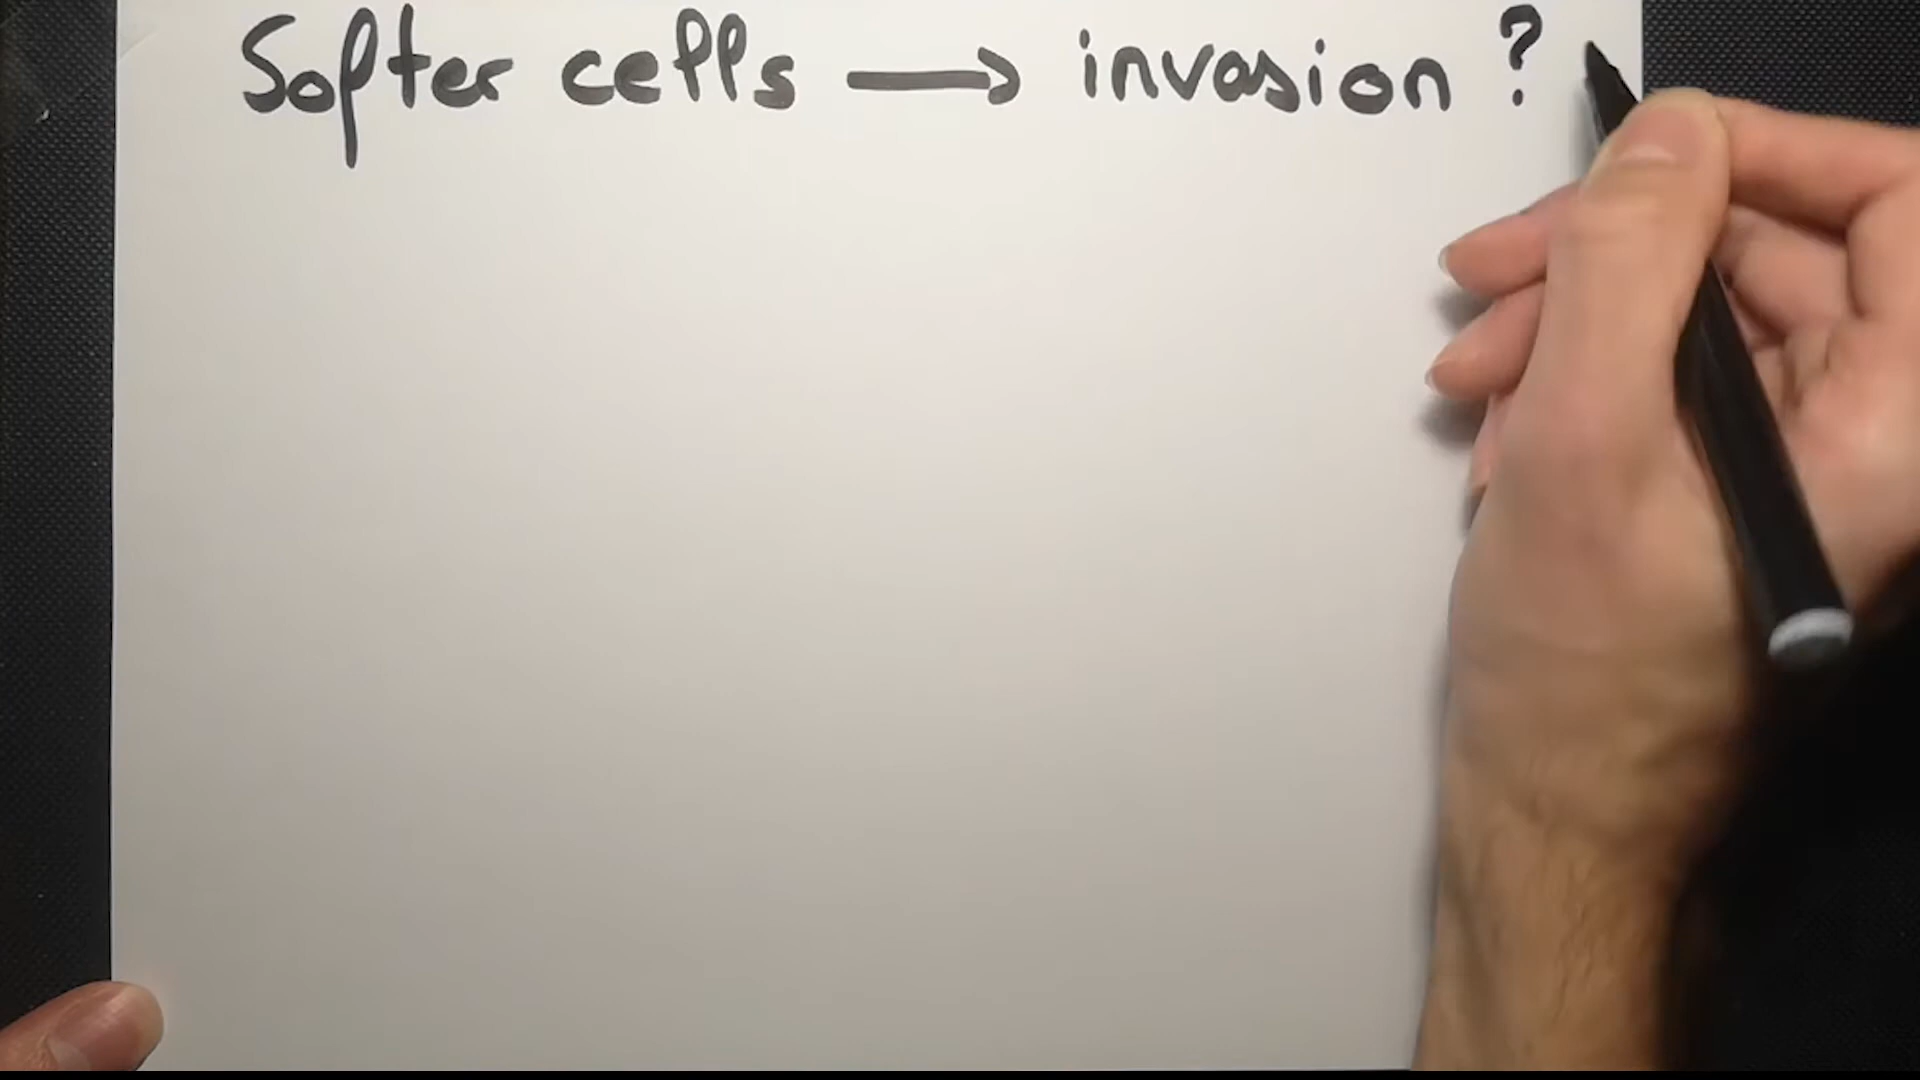 Softer cells → invasion ?